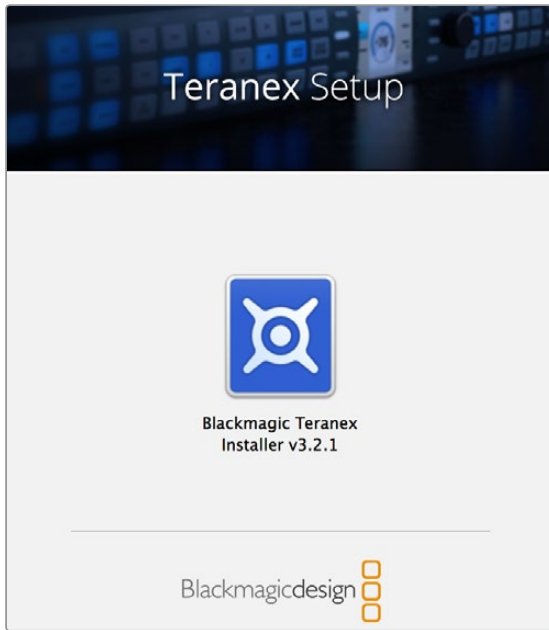 Teranex Setup
Blackmagic Teranex
Installer v3.2.1
Blackmagicdesign